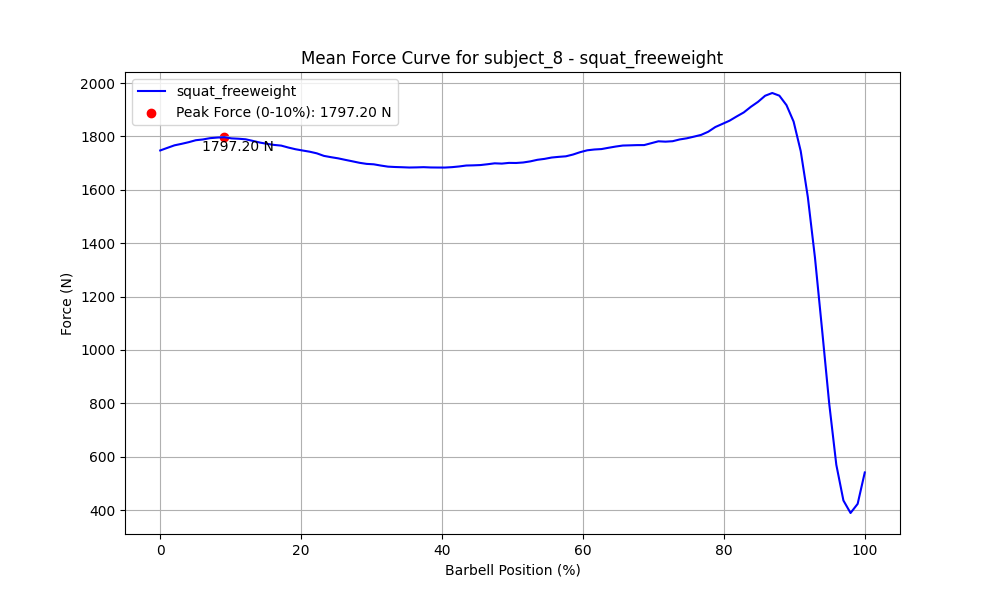 Mean Force Curve for subject_8 - squat_freeweight
squat_freeweight
Peak Force (0-10%): 1797.20 N
1797.20 N
2000
1800
1600
1400
1200
1000
800
600
400
Force (N)
0 20 40 60 80 100
Barbell Position (%)